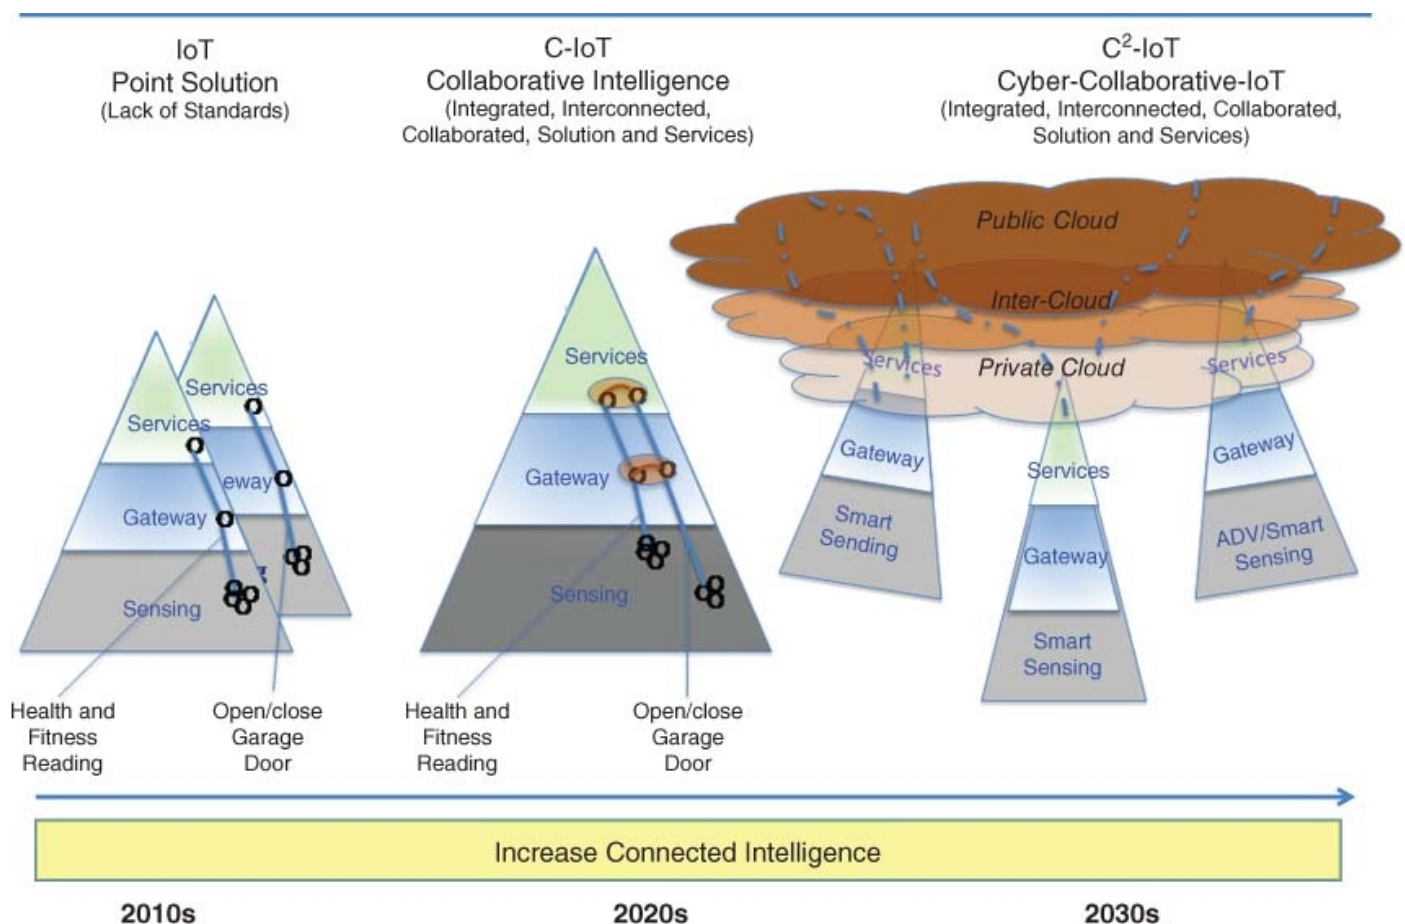 IoT
Point Solution
(Lack of Standards)
C-IoT
Collaborative Intelligence
(Integrated, Interconnected,
Collaborated, Solution and Services)
C²-IoT
Cyber-Collaborative-IoT
(Integrated, Interconnected, Collaborated,
Solution and Services)
Services
Services
eway
Gateway
g
Sensing
Health and
Fitness
Reading
Open/close
Garage
Door
Services
Gateway
Sensing
Health and
Fitness
Reading
Open/close
Garage
Door
Public Cloud
Inter-Cloud
Private Cloud
Services
Gateway
Smart
Sending
Services
Gateway
Smart
Sensing
Services
Gateway
ADV/Smart
Sensing
Increase Connected Intelligence
2010s
2020s
2030s